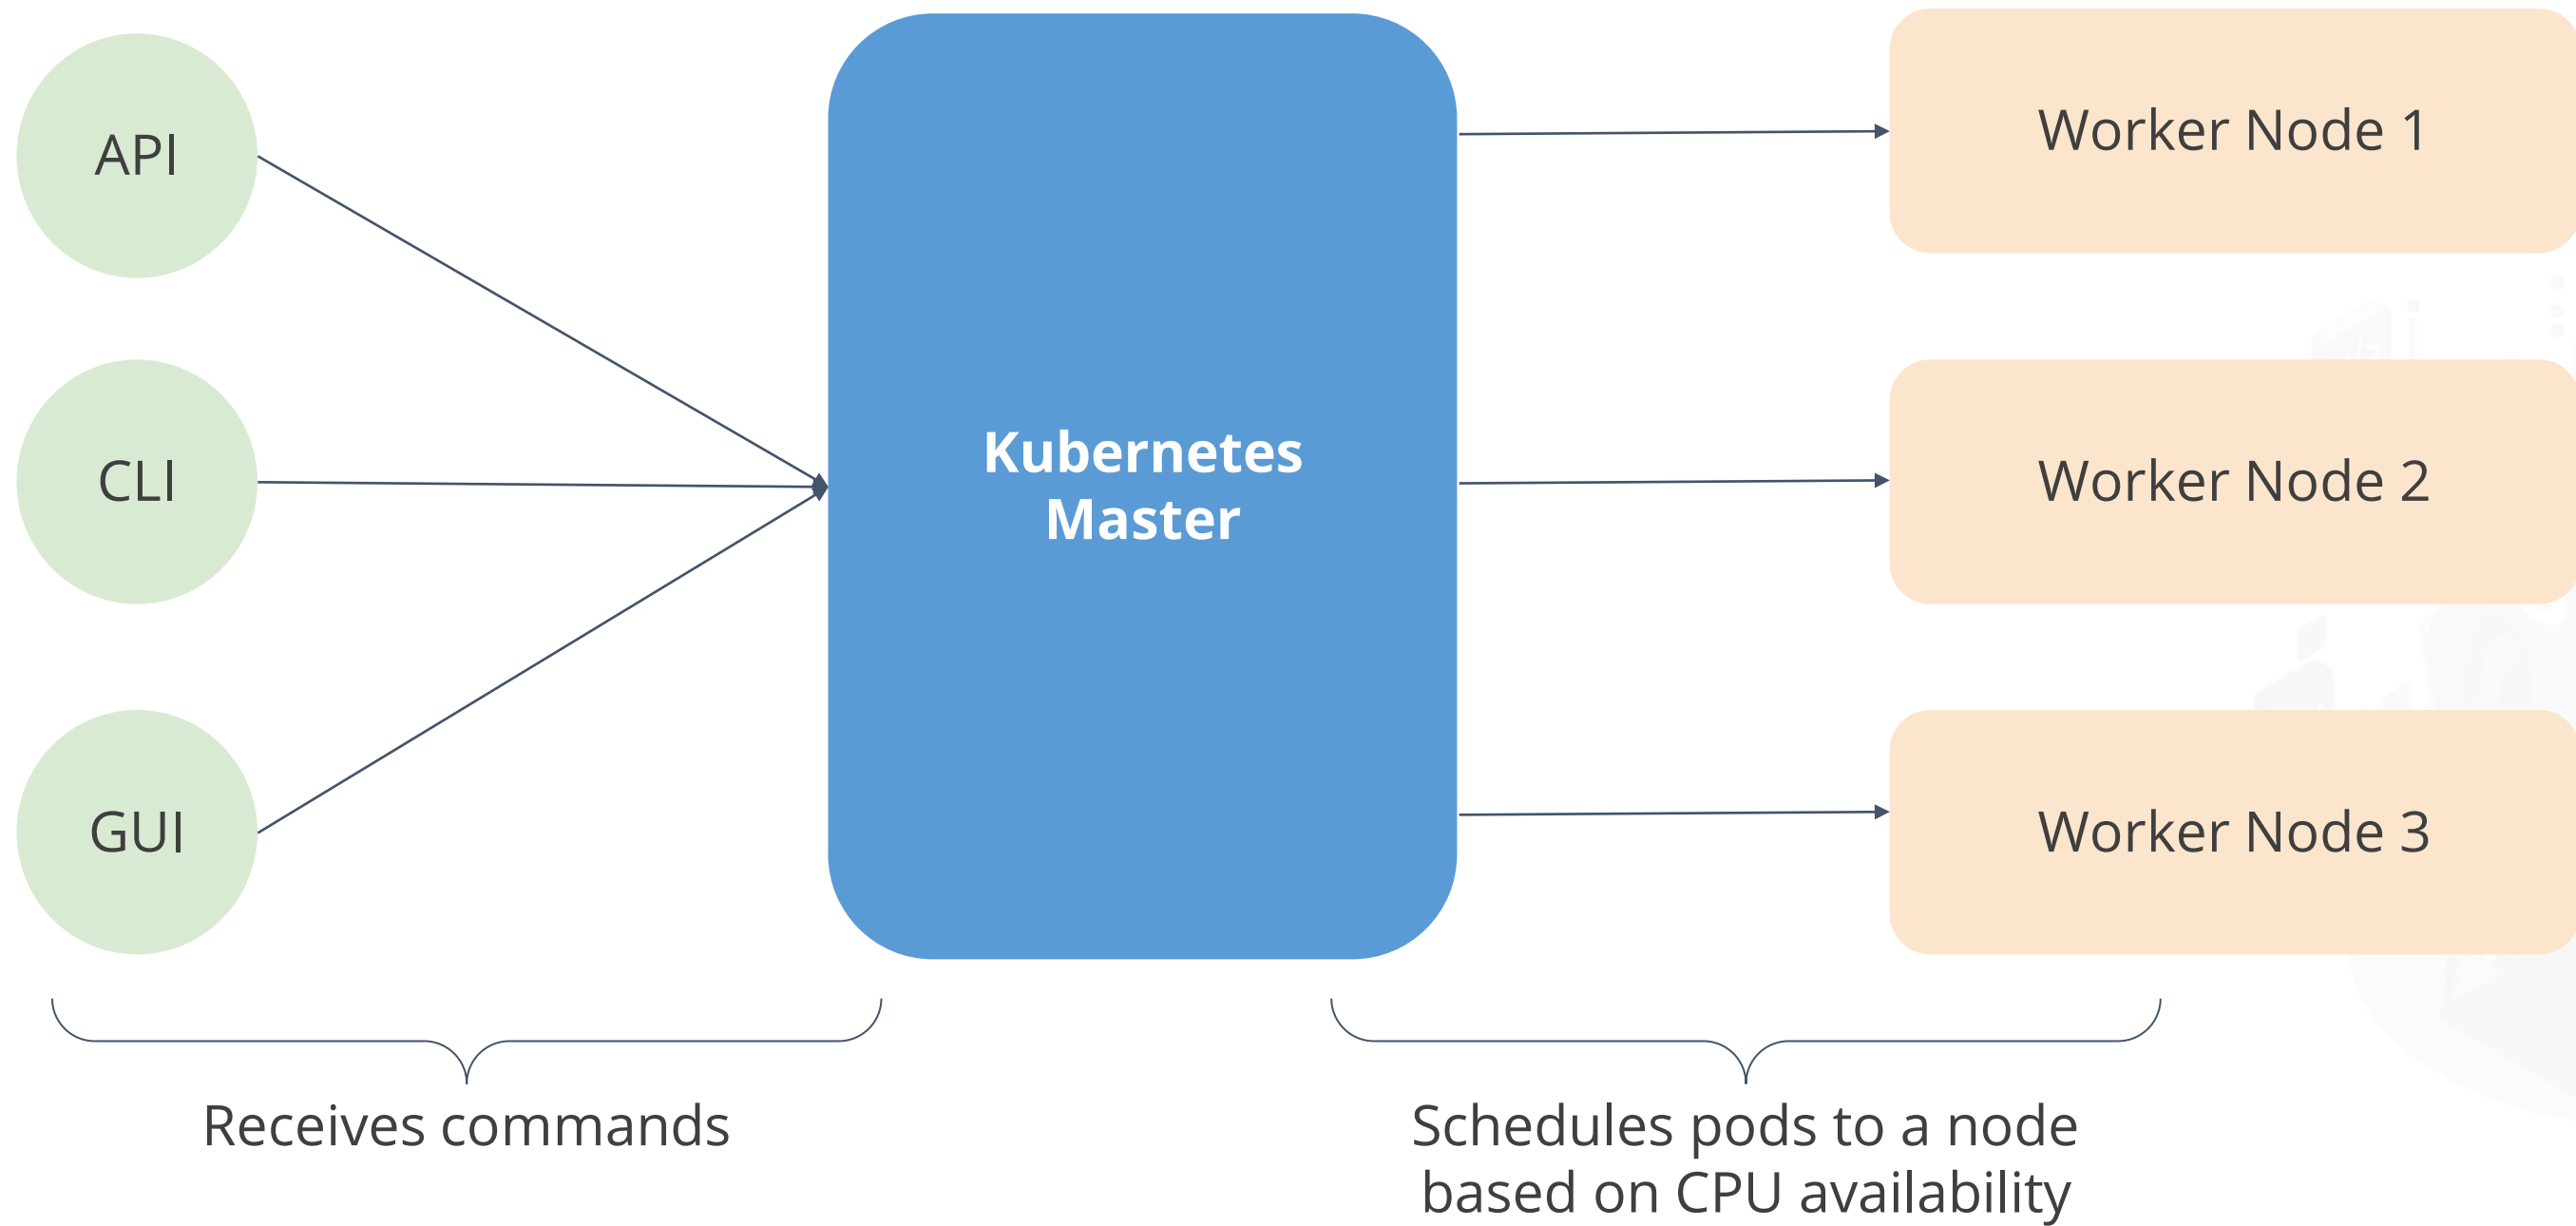 API
CLI
GUI
Kubernetes
Master
Worker Node 1
Worker Node 2
Worker Node 3
Receives commands
Schedules pods to a node
based on CPU availability